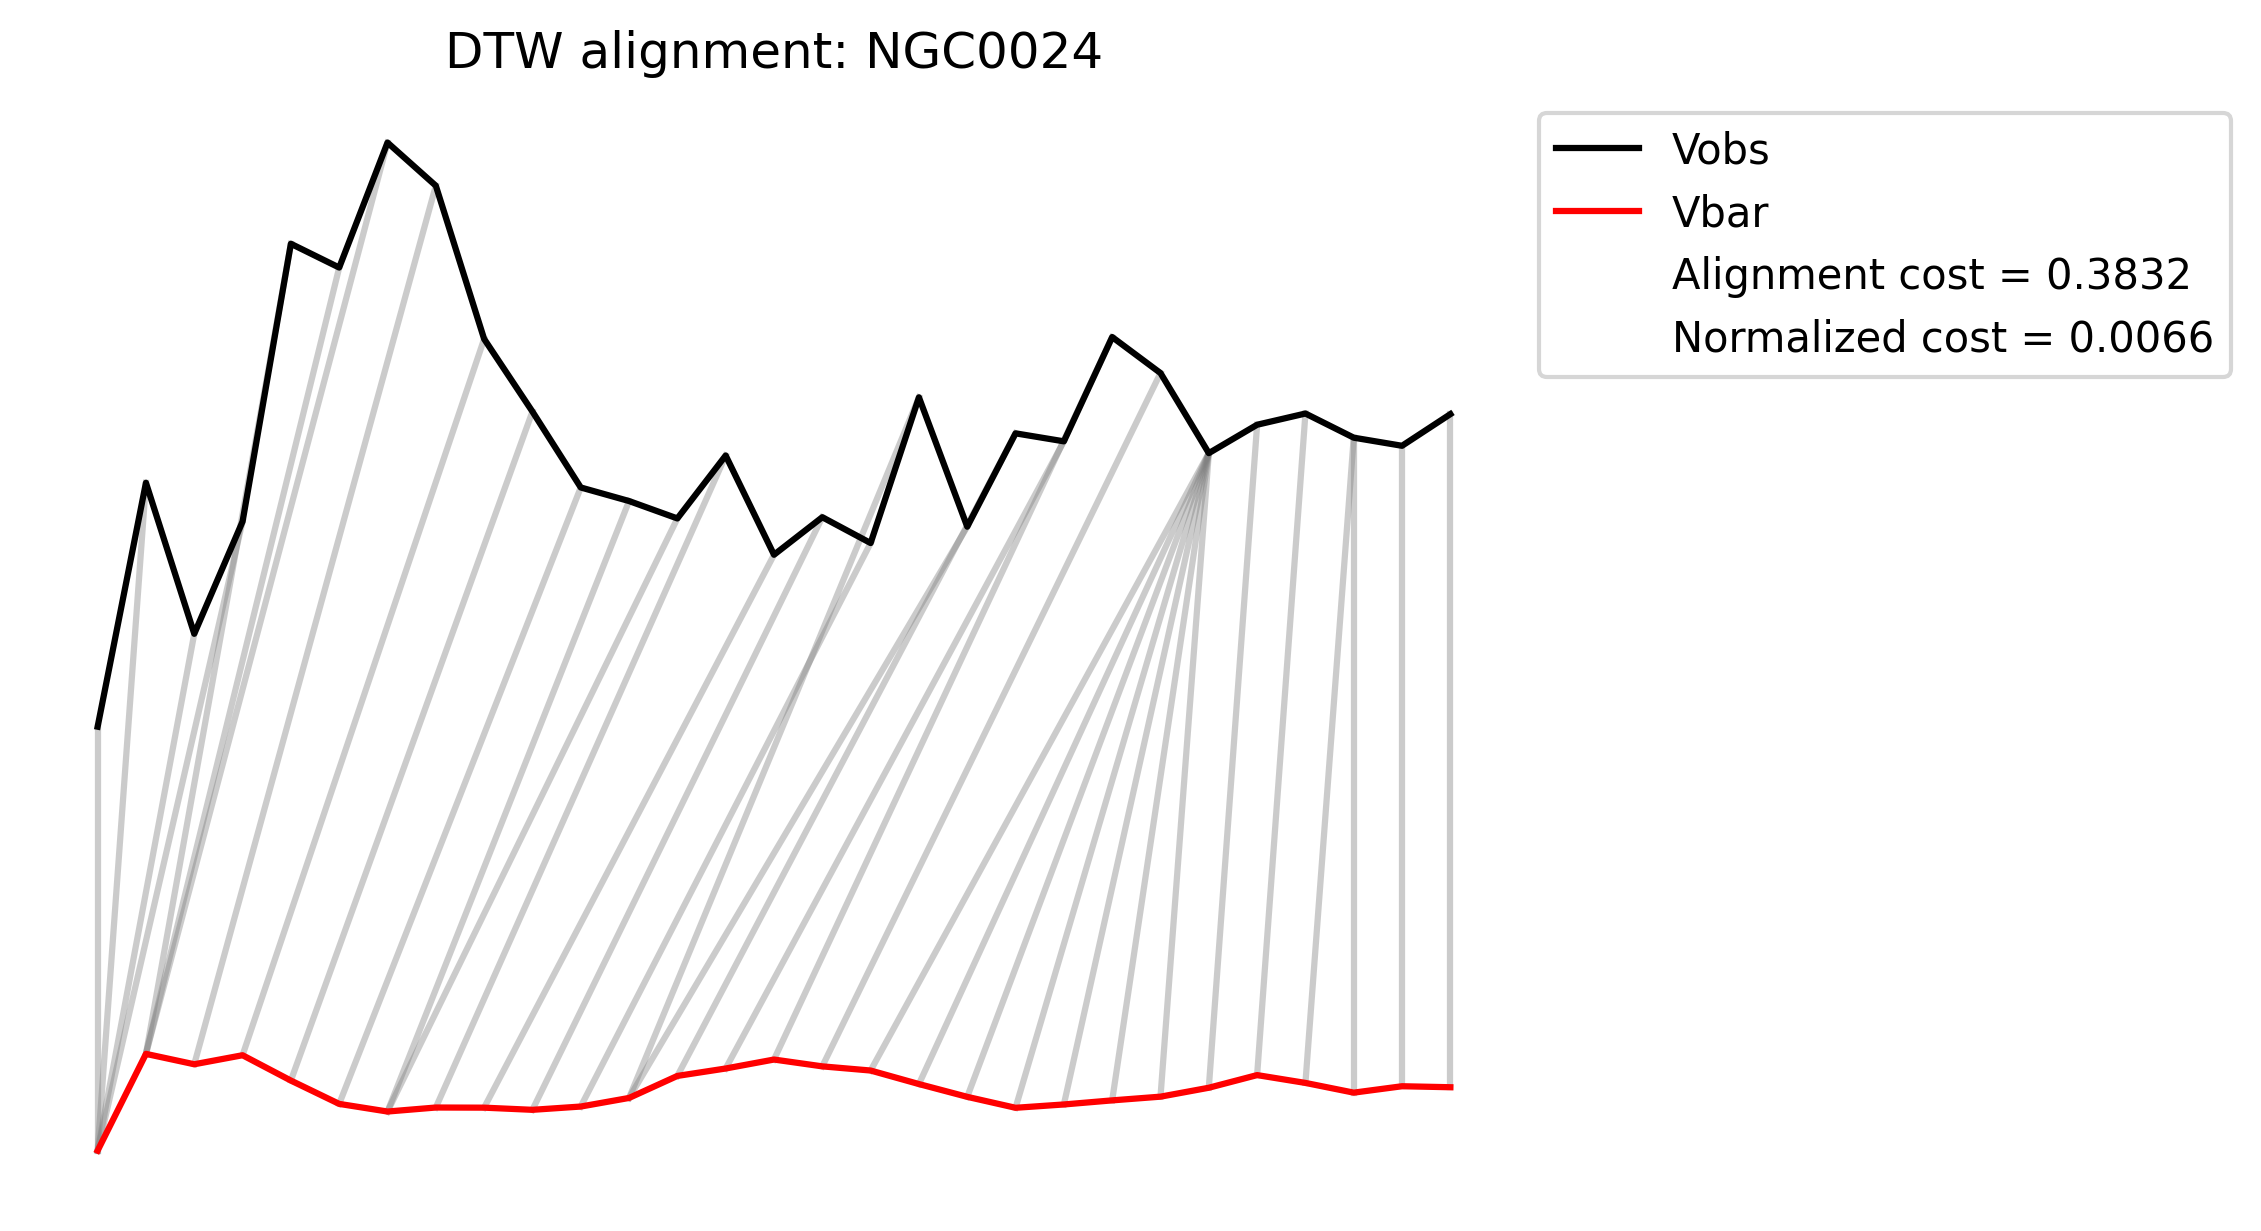 DTW alignment: NGC0024
Vobs
Vbar
Alignment cost = 0.3832
Normalized cost = 0.0066